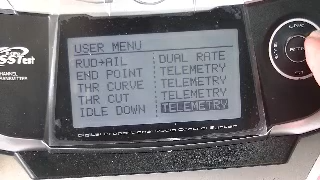 USER MENU
RUD→AIL
END POINT
THR CURVE
THR CUT
IDLE DOWN
DUAL RATE
TELEMETRY
TELEMETRY
TELEMETRY
TELEMETRY